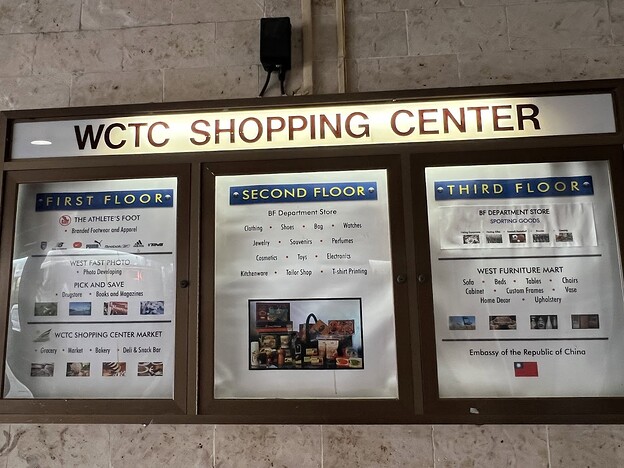 WCTC SHOPPING CENTER
FIRST FLOOR
THE ATHLETE'S FOOT
• Branded Footwear and Apparel
WEST FAST PHOTO
• Photo Developing
PICK AND SAVE
• Drugstore • Books and Magazines
WCTC SHOPPING CENTER MARKET
• Grocery • Market • Bakery • Deli & Snack Bar
SECOND FLOOR
BF Department Store
Clothing • Shoes • Bag • Watches
Jewelry • Souvenirs • Perfumes
Cosmetics • Toys • Electronics
Kitchenware • Tailor Shop • T-shirt Printing
THIRD FLOOR
BF DEPARTMENT STORE
SPORTING GOODS
WEST FURNITURE MART
Sofa • Beds • Tables • Chairs
Cabinet • Custom Frames • Vase
Home Decor • Upholstery
Embassy of the Republic of China